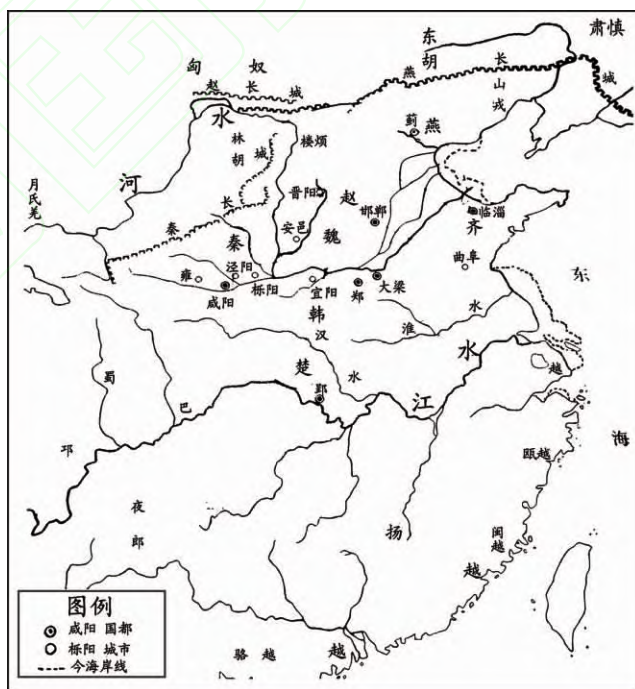 肃慎
东胡
匈奴
赵长城
燕长城
山戎
水
林胡
楼烦
蓟
燕
城
河
晋阳
赵
月氏羌
长
邯郸
临淄
秦
秦
安邑
魏
齐
曲阜
东
雍
泾阳
栎阳
宜阳
大梁
咸阳
郑
韩
水
汉
淮
水
楚
蜀
水
越
郢
巴
江
邛
海
瓯越
夜郎
扬
闽越
越
图例
咸阳 国都
栎阳 城市
今海岸线
骆越
越